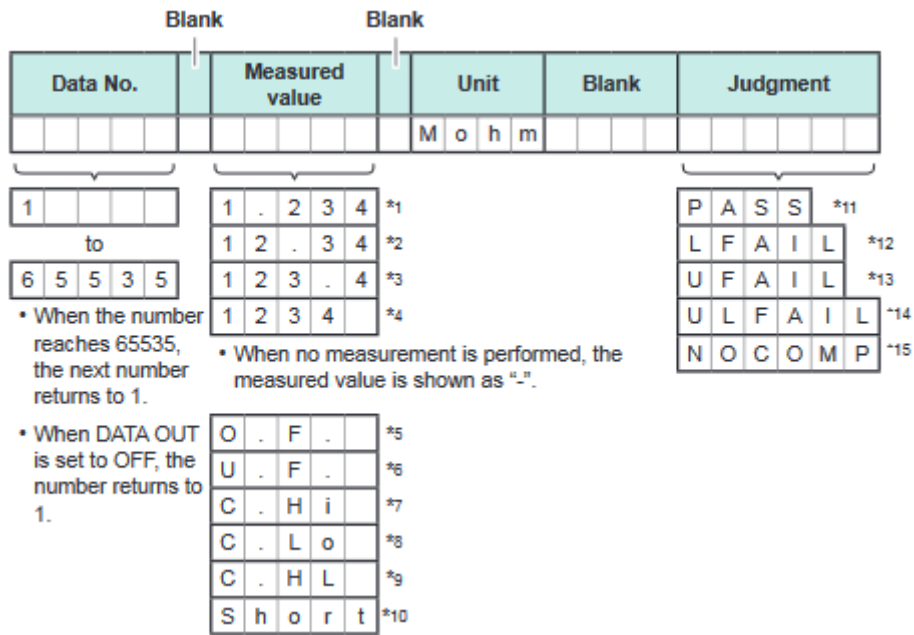 Blank Blank
Data No. Measured value Unit Blank Judgment
M o h m
1 1 . 2 3 4 *1 P A S S *11
to 1 2 . 3 4 *2 L F A I L *12
6 5 5 3 5 1 2 3 . 4 *3 U F A I L *13
1 2 3 4 *4 U L F A I L *14
N O C O M P *15
• When the number
reaches 65535,
the next number
returns to 1.
• When no measurement is performed, the
measured value is shown as “-”.
• When DATA OUT
is set to OFF, the
number returns to
1.
O . F . *5
U . F . *6
C . H i *7
C . L o *8
C . H L *9
S h o r t *10